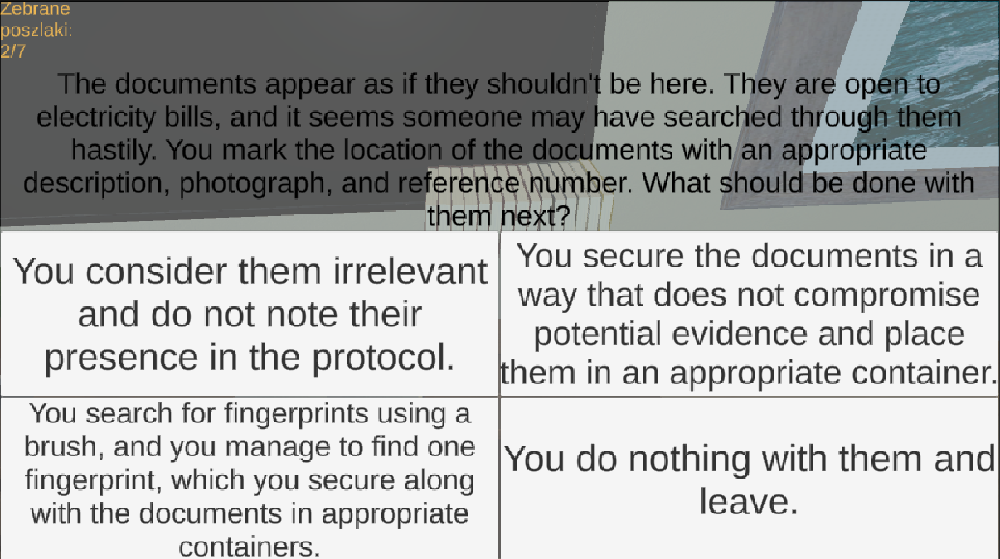 Zebrane
poszlaki:
2/7
The documents appear as if they shouldn't be here. They are open to
electricity bills, and it seems someone may have searched through them
hastily. You mark the location of the documents with an appropriate
description, photograph, and reference number. What should be done with
them next?
You consider them irrelevant
and do not note their
presence in the protocol.
You secure the documents in a
way that does not compromise
potential evidence and place
them in an appropriate container.
You search for fingerprints using a
brush, and you manage to find one
fingerprint, which you secure along
with the documents in appropriate
containers.
You do nothing with them and
leave.